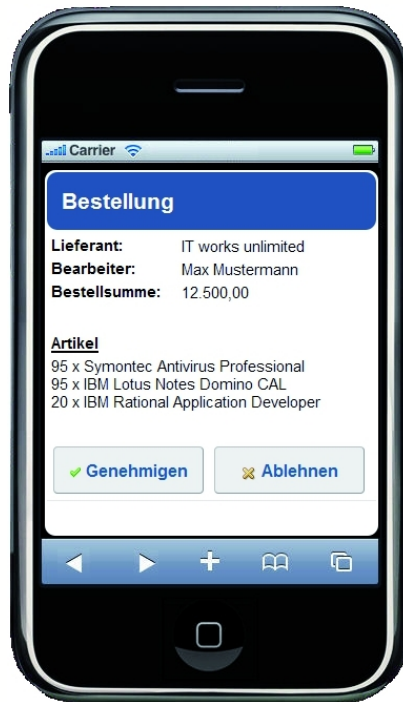 Carrier
Bestellung
Lieferant: IT works unlimited
Bearbeiter: Max Mustermann
Bestellsumme: 12.500,00
Artikel
95 x Symontec Antivirus Professional
95 x IBM Lotus Notes Domino CAL
20 x IBM Rational Application Developer
Genehmigen Ablehnen